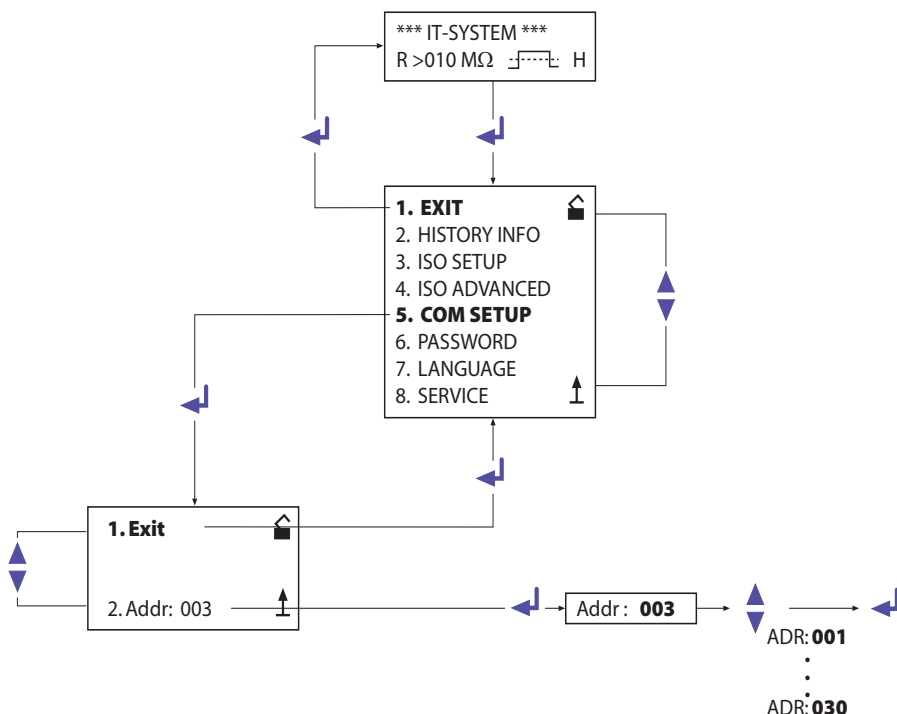 *** IT-SYSTEM ***
R >010 MΩ H
1. EXIT
2. HISTORY INFO
3. ISO SETUP
4. ISO ADVANCED
5. COM SETUP
6. PASSWORD
7. LANGUAGE
8. SERVICE
1. Exit
2. Addr: 003
Addr : 003
ADR: 001
ADR: 030